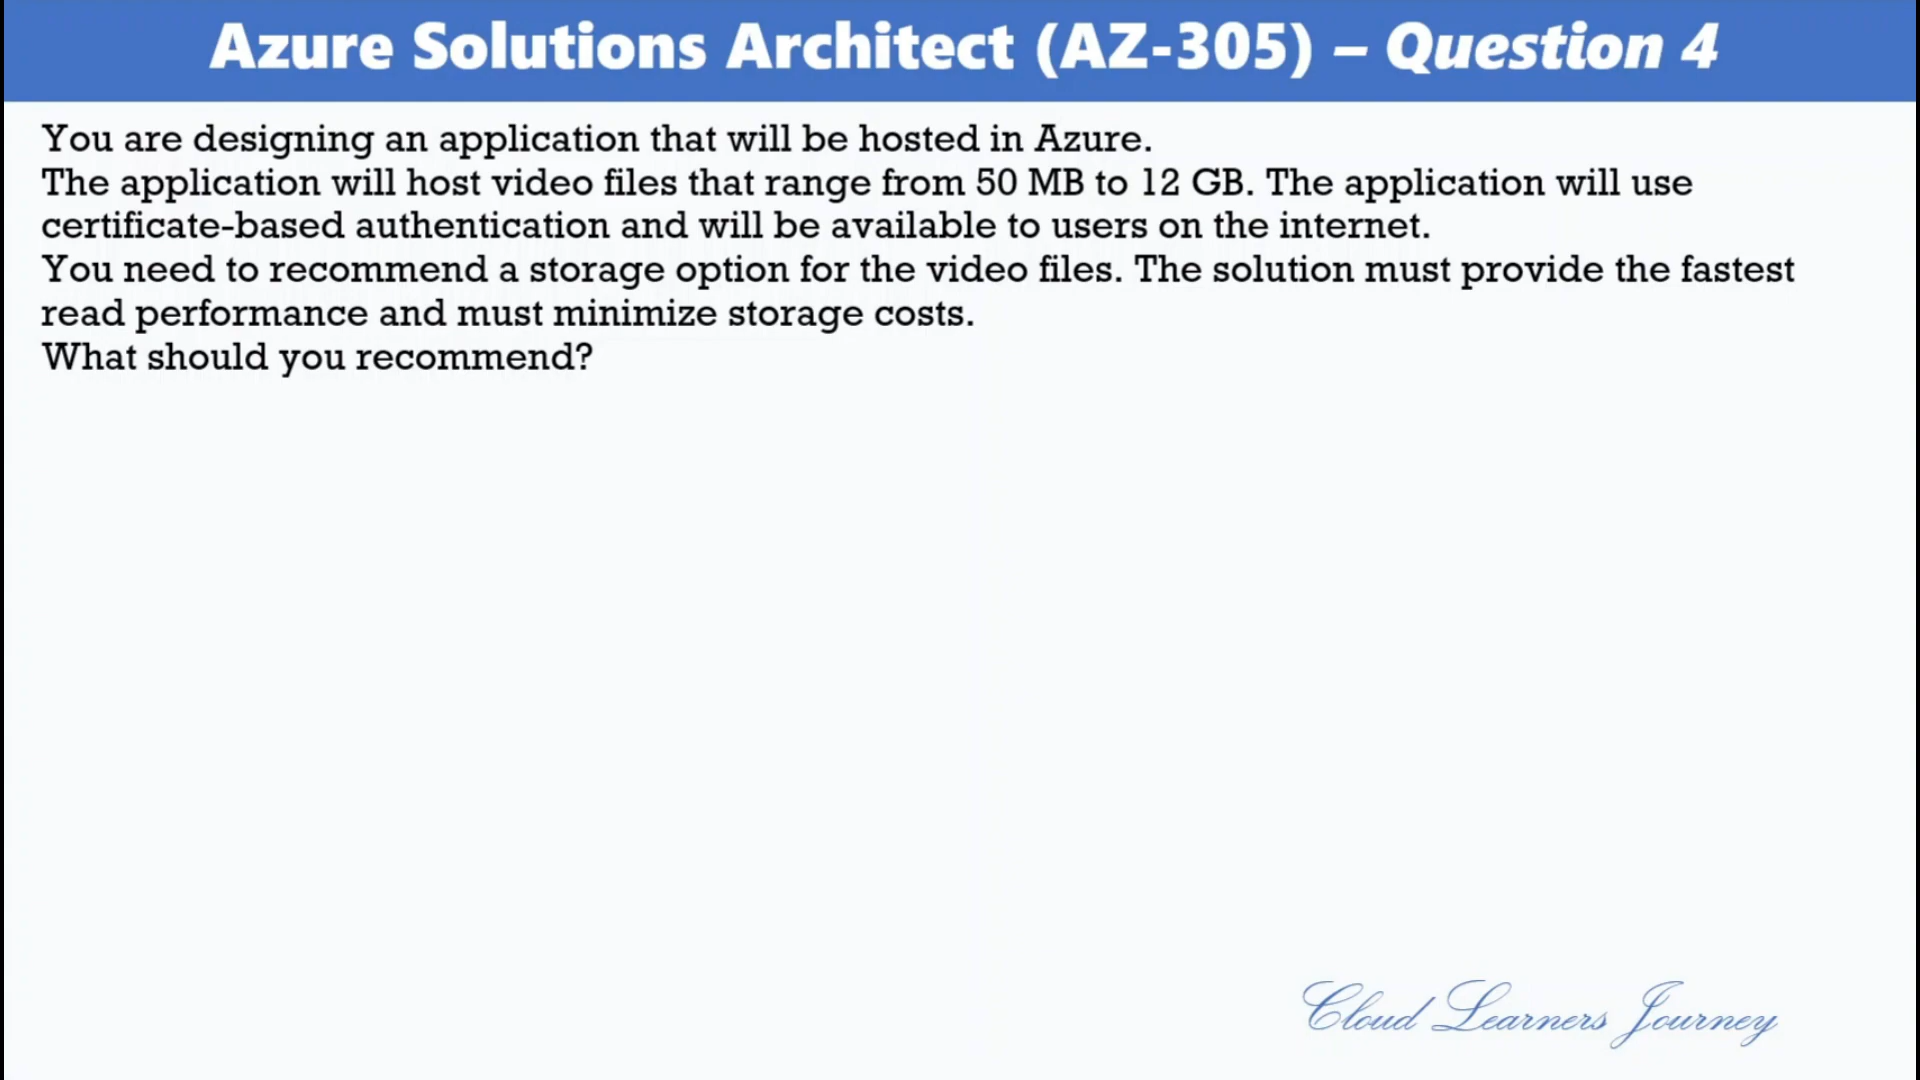 Azure Solutions Architect (AZ-305) – Question 4
You are designing an application that will be hosted in Azure.
The application will host video files that range from 50 MB to 12 GB. The application will use
certificate-based authentication and will be available to users on the internet.
You need to recommend a storage option for the video files. The solution must provide the fastest
read performance and must minimize storage costs.
What should you recommend?
Cloud Learners Journey